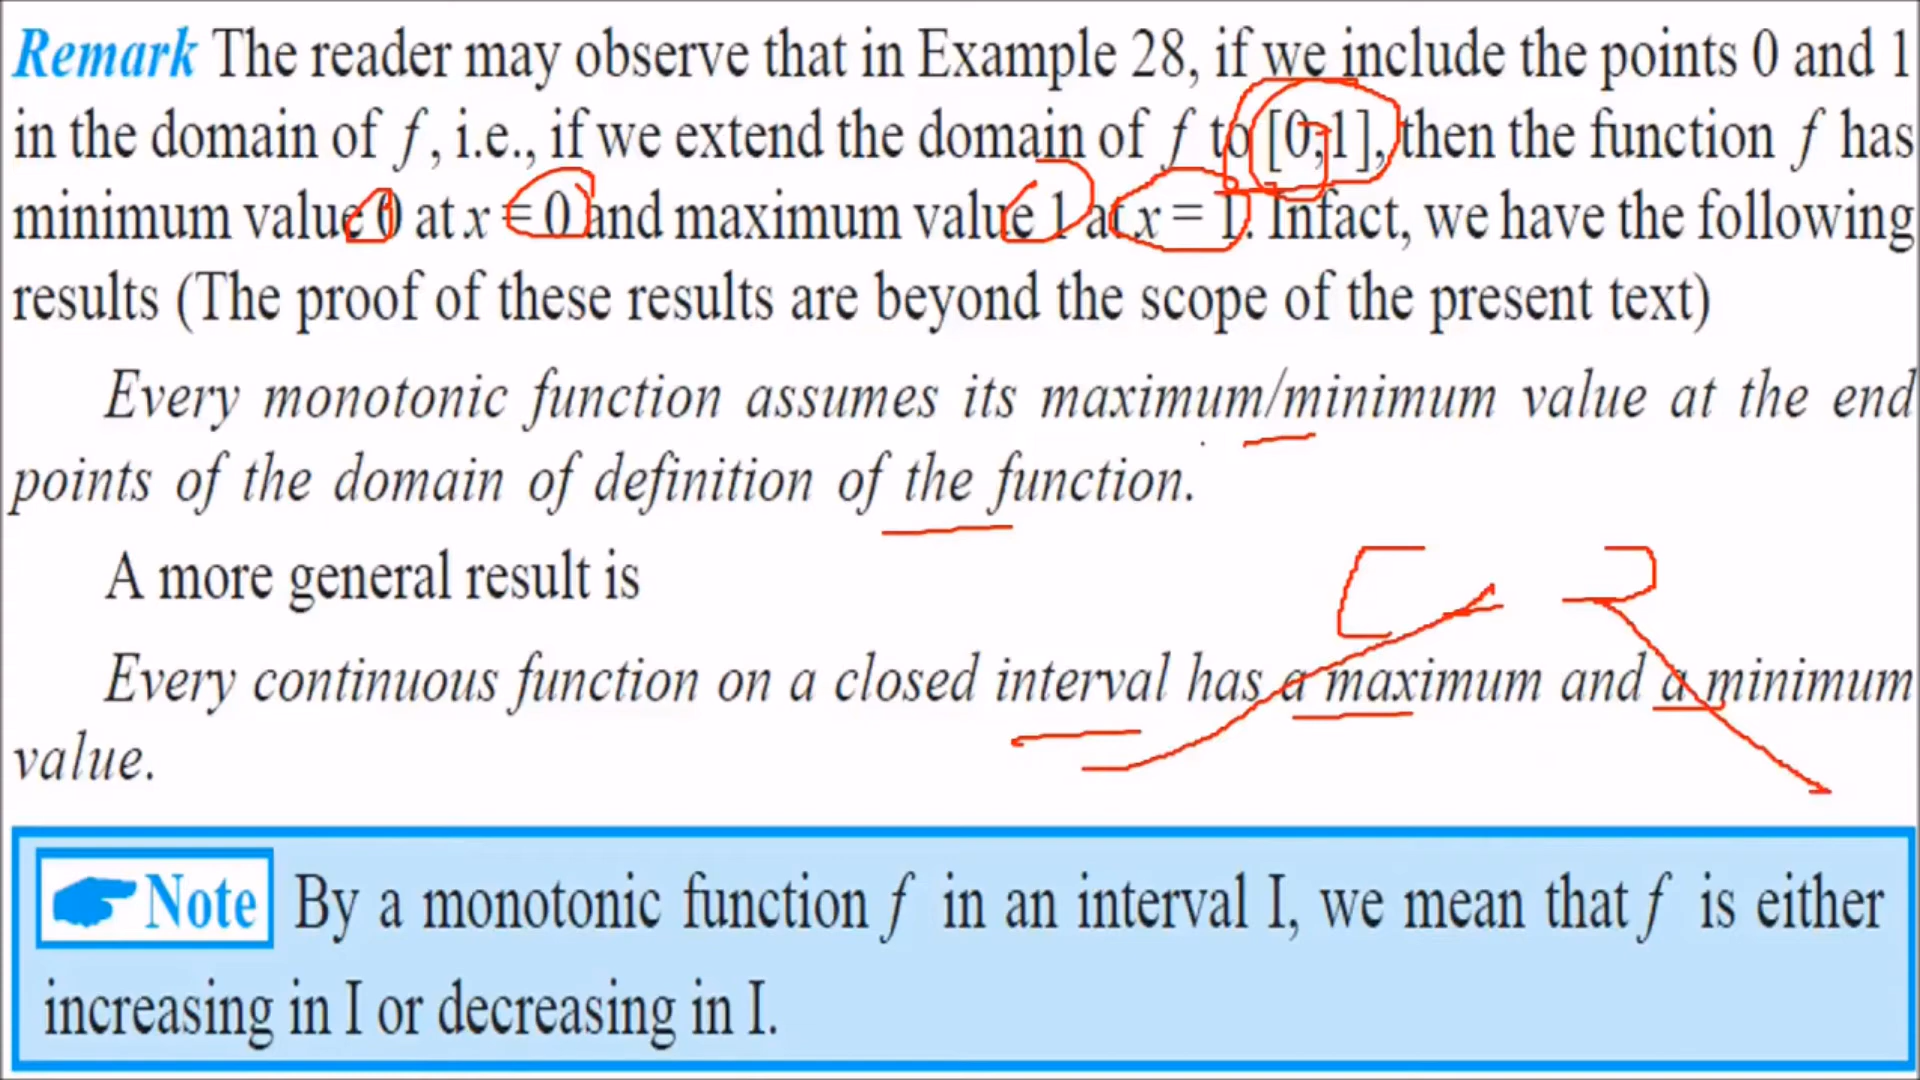 Remark The reader may observe that in Example 28, if we include the points 0 and 1
in the domain of f, i.e., if we extend the domain of f to [0,1], then the function f has
minimum value 0 at x = 0 and maximum value 1 at x = 1. Infact, we have the following
results (The proof of these results are beyond the scope of the present text)
Every monotonic function assumes its maximum/minimum value at the end
points of the domain of definition of the function.
A more general result is
Every continuous function on a closed interval has a maximum and a minimum
value.
Note By a monotonic function f in an interval I, we mean that f is either
increasing in I or decreasing in I.